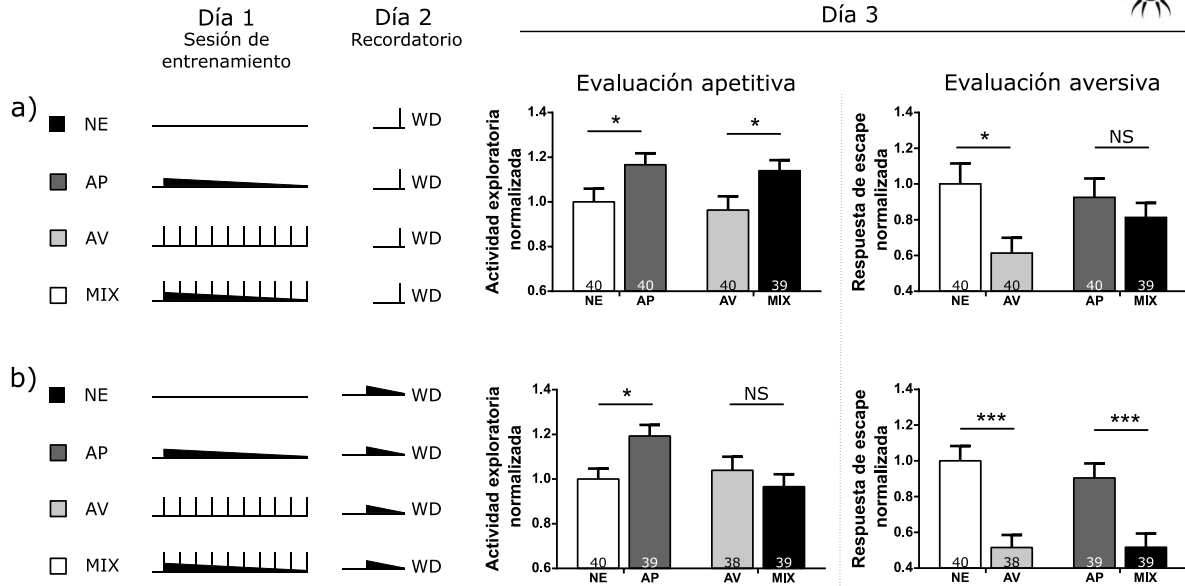 Día 1
Sesión de
entrenamiento
Día 2
Recordatorio
Día 3
a)
NE
WD
AP
WD
AV
WD
MIX
WD
Evaluación apetitiva
Actividad exploratoria
normalizada
1.4
1.2
1.0
0.8
0.6
*
*
40
40
40
39
NE
AP
AV
MIX
Evaluación aversiva
Respuesta de escape
normalizada
1.4
1.2
1.0
0.8
0.6
0.4
*
NS
40
40
40
39
NE
AV
AP
MIX
b)
NE
WD
AP
WD
AV
WD
MIX
WD
Actividad exploratoria
normalizada
1.4
1.2
1.0
0.8
0.6
*
NS
40
39
38
39
NE
AP
AV
MIX
Respuesta de escape
normalizada
1.4
1.2
1.0
0.8
0.6
0.4
***
***
40
38
39
39
NE
AV
AP
MIX